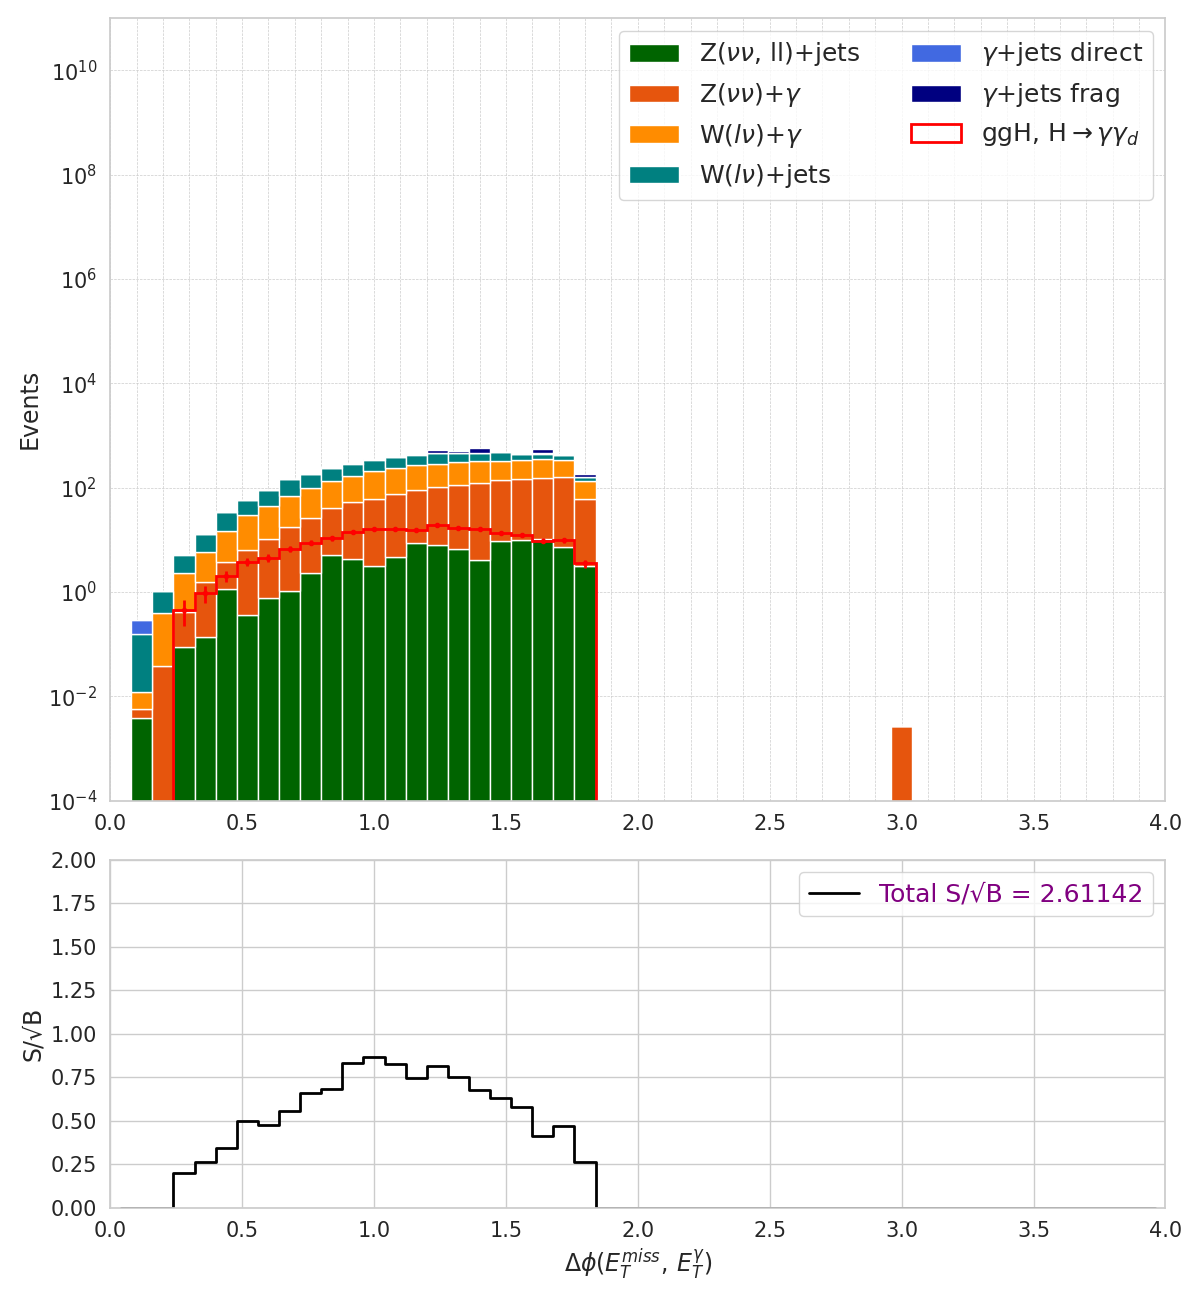 Z(νν, ll)+jets
Z(νν)+γ
W(lν)+γ
W(lν)+jets
γ+jets direct
γ+jets frag
ggH, H→γγ_d
Events
10^10
10^8
10^6
10^4
10^2
10^0
10^−2
10^−4
0.0 0.5 1.0 1.5 2.0 2.5 3.0 3.5 4.0
Total S/√B = 2.61142
S/√B
2.00
1.75
1.50
1.25
1.00
0.75
0.50
0.25
0.00
0.0 0.5 1.0 1.5 2.0 2.5 3.0 3.5 4.0
Δϕ(E_T^miss, E_T^γ)